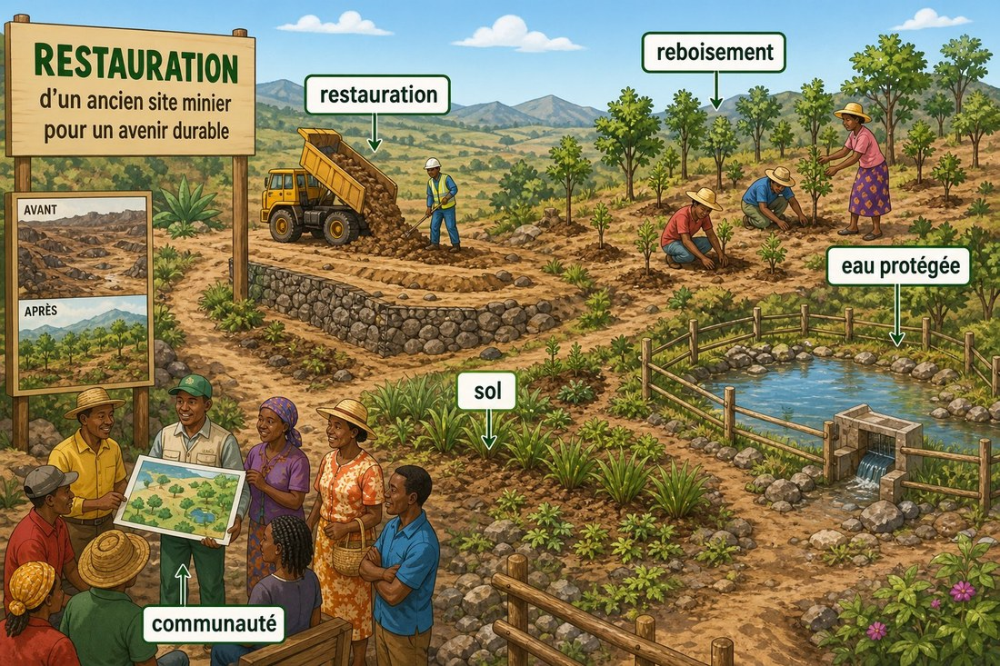 RESTAURATION
d'un ancien site minier
pour un avenir durable
AVANT
APRÈS
restauration
reboisement
eau protégée
sol
communauté